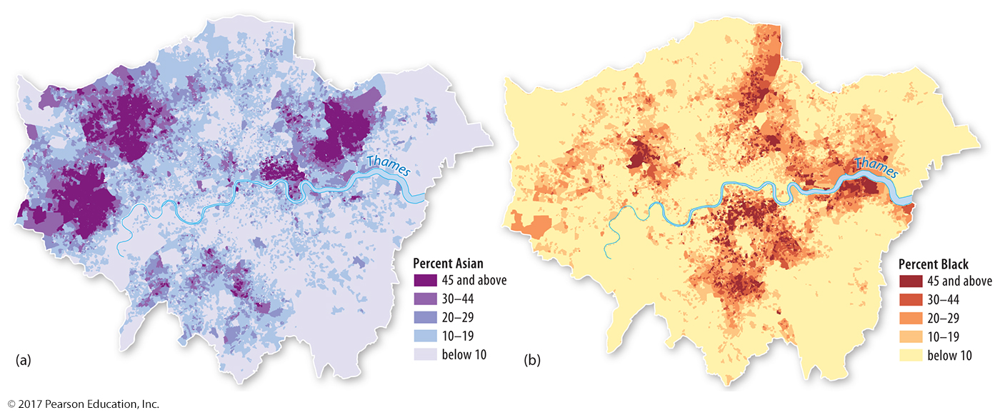 Thames
Percent Asian
45 and above
30–44
20–29
10–19
below 10
(a)
Thames
Percent Black
45 and above
30–44
20–29
10–19
below 10
(b)
© 2017 Pearson Education, Inc.